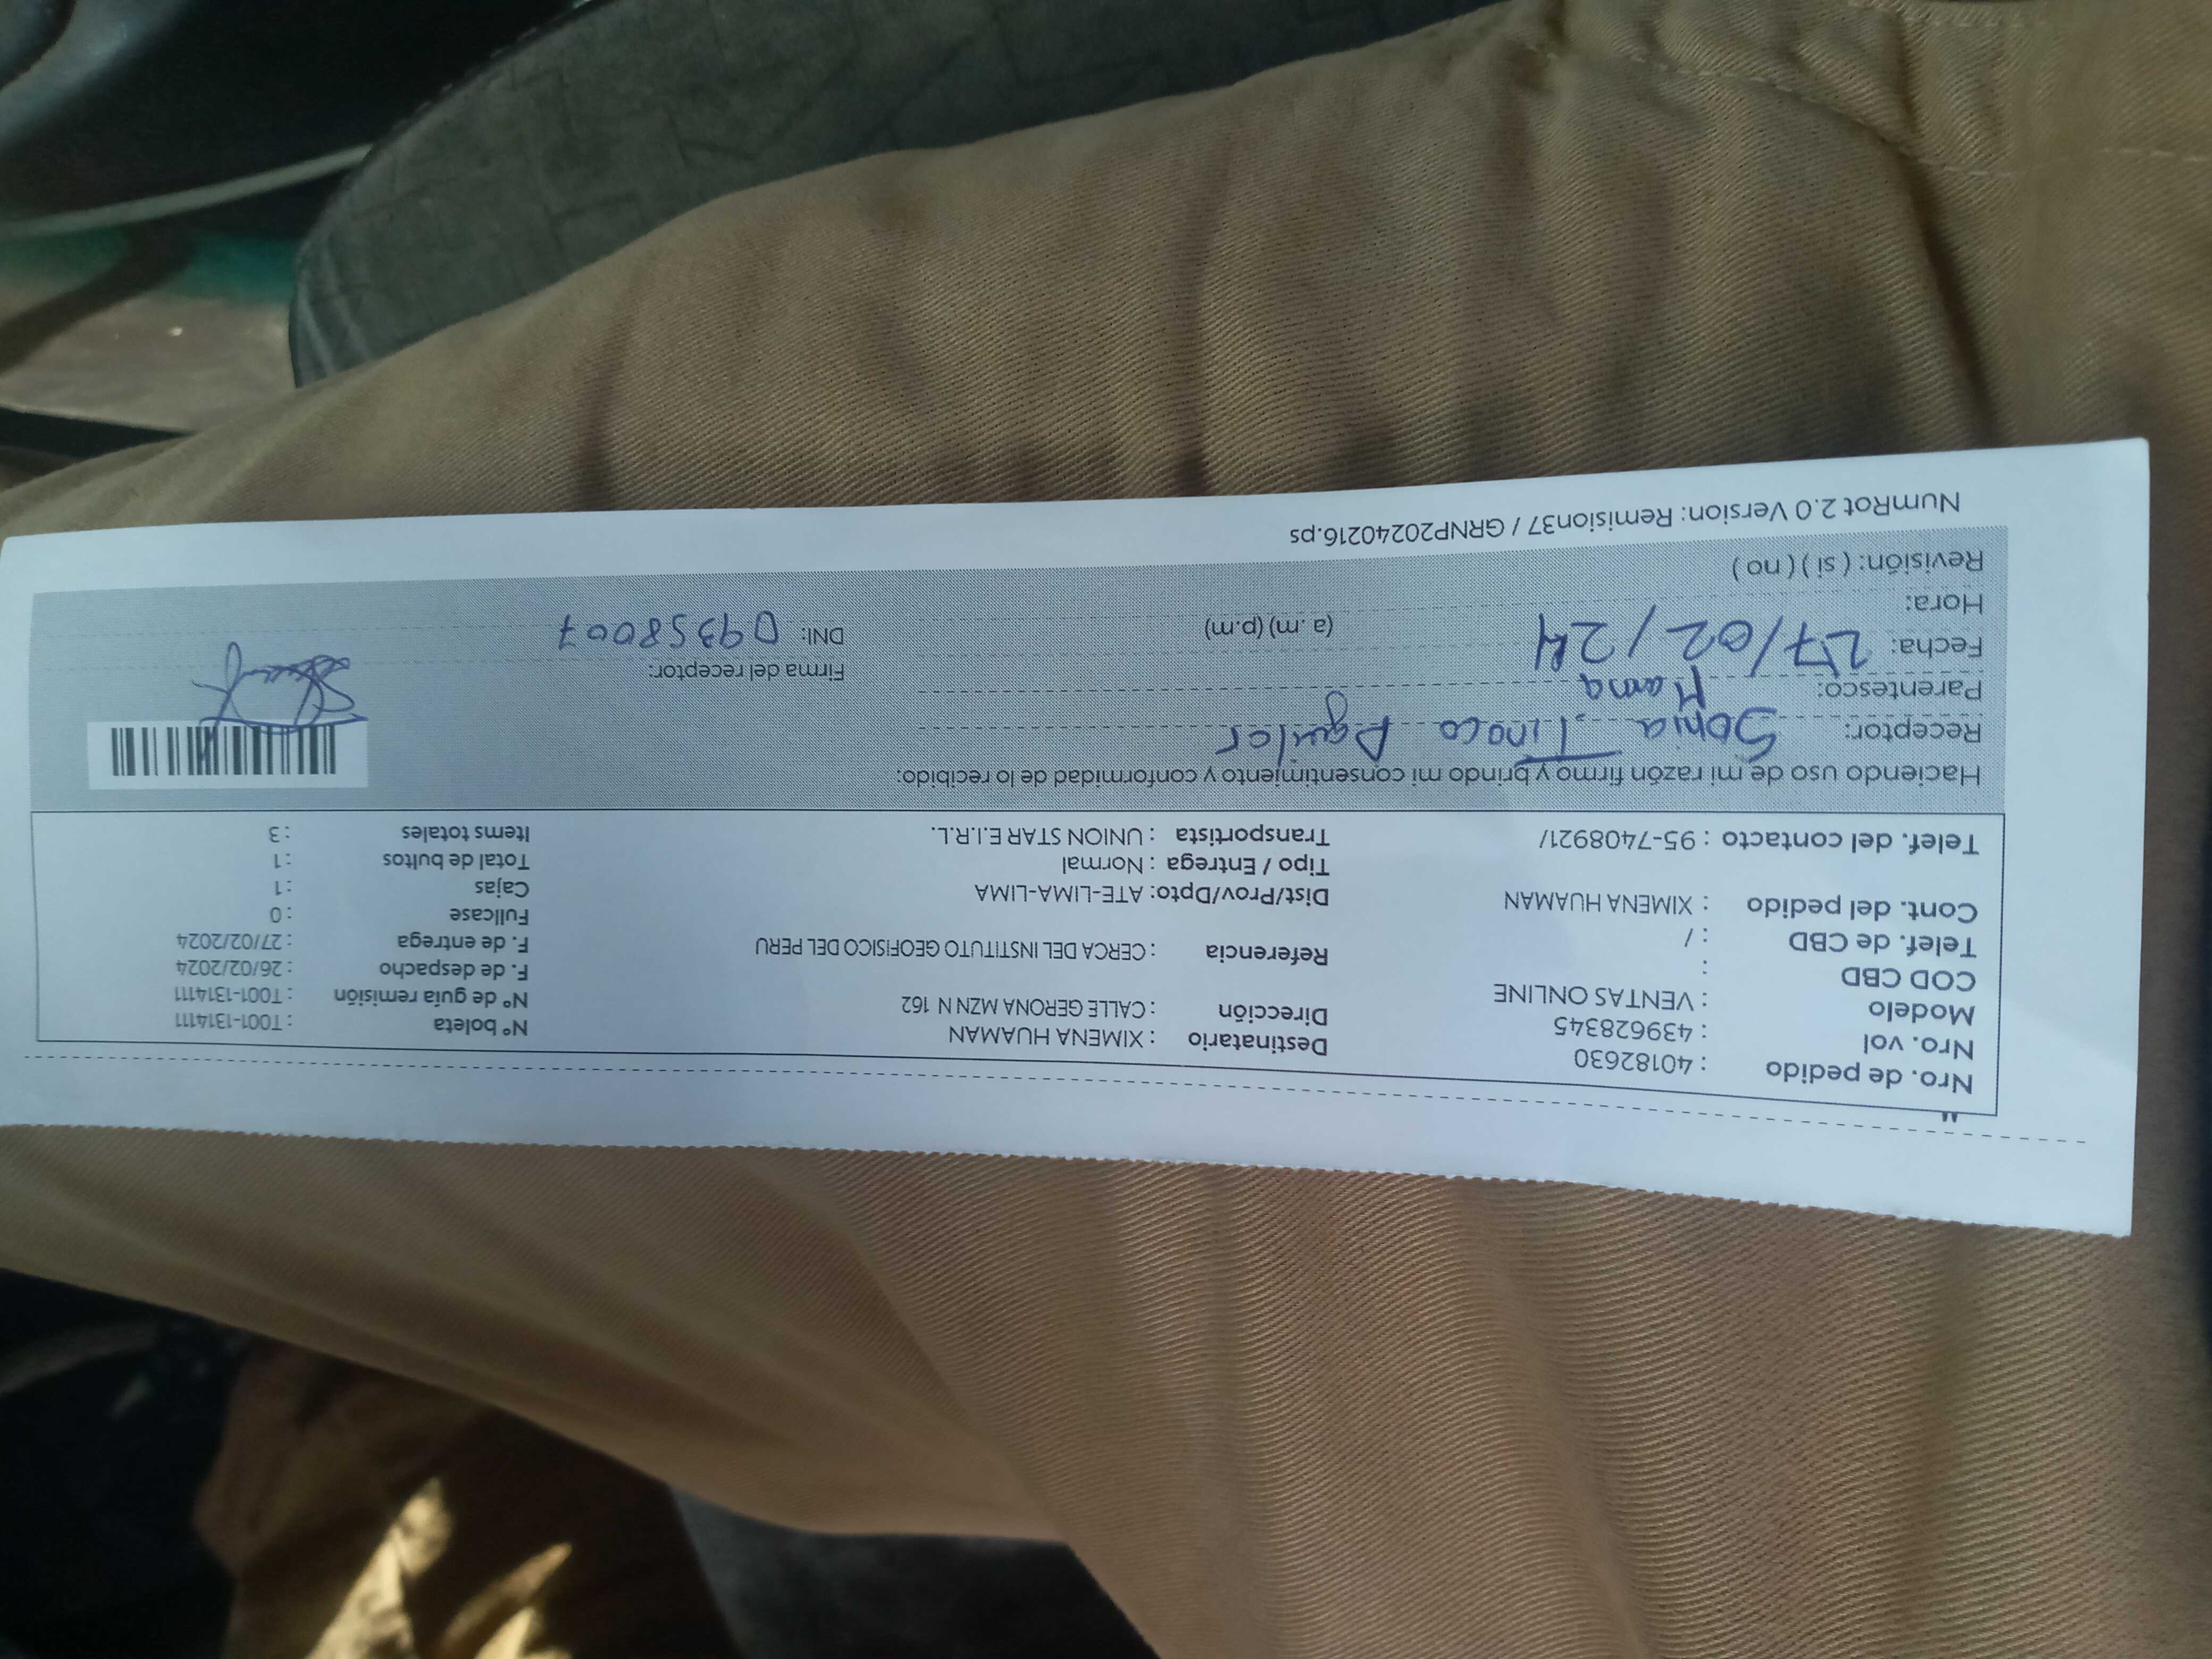 Nro. de pedido : 40182630
Nro. vol : 439628345
Modelo : VENTAS ONLINE
COD CBD :
Telef. de CBD : /
Cont. del pedido : XIMENA HUAMAN
Telef. del contacto : 95-7408921/
Destinatario : XIMENA HUAMAN
Dirección : CALLE GERONA MZN N 162
Referencia : CERCA DEL INSTITUTO GEOFISICO DEL PERU
Dist/Prov/Dpto: ATE-LIMA-LIMA
Tipo / Entrega : Normal
Transportista : UNION STAR E.I.R.L.
N° boleta : T001-1314111
N° de guía remisión : T001-1314111
F. de despacho : 26/02/2024
F. de entrega : 27/02/2024
Fullcase : 0
Cajas : 1
Total de bultos : 1
Items totales : 3
Haciendo uso de mi razón firmo y brindo mi consentimiento y conformidad de lo recibido:
Receptor: Sonia Tinoco Aguilar
Parentesco: Mama
Fecha: 27/02/24
Hora: (a .m) (p.m)
Revisión: ( si ) ( no )
Firma del receptor:
DNI: 09358007
NumRot 2.0 Version: Remision37 / GRNP20240216.ps